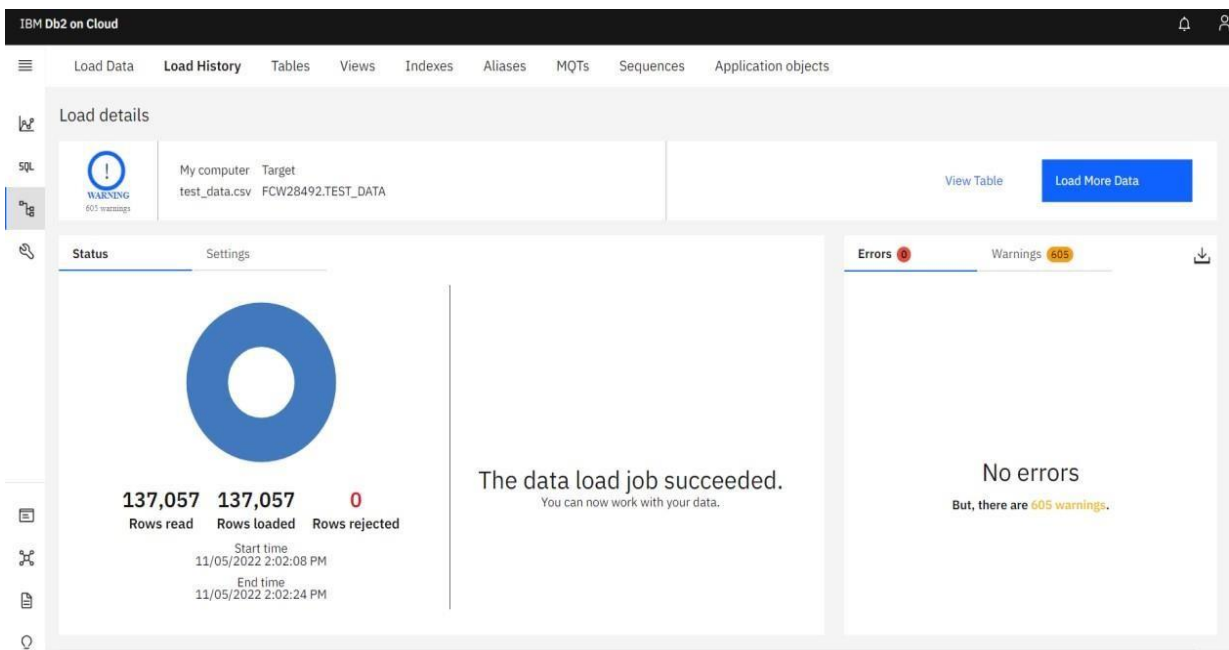 IBM Db2 on Cloud
Load Data Load History Tables Views Indexes Aliases MQTs Sequences Application objects
Load details
SQL
!
WARNING
605 warnings
My computer Target
test_data.csv FCW28492.TEST_DATA
View Table
Load More Data
Status Settings
Errors 0 Warnings 605
137,057 137,057 0
Rows read Rows loaded Rows rejected
Start time
11/05/2022 2:02:08 PM
End time
11/05/2022 2:02:24 PM
The data load job succeeded.
You can now work with your data.
No errors
But, there are 605 warnings.